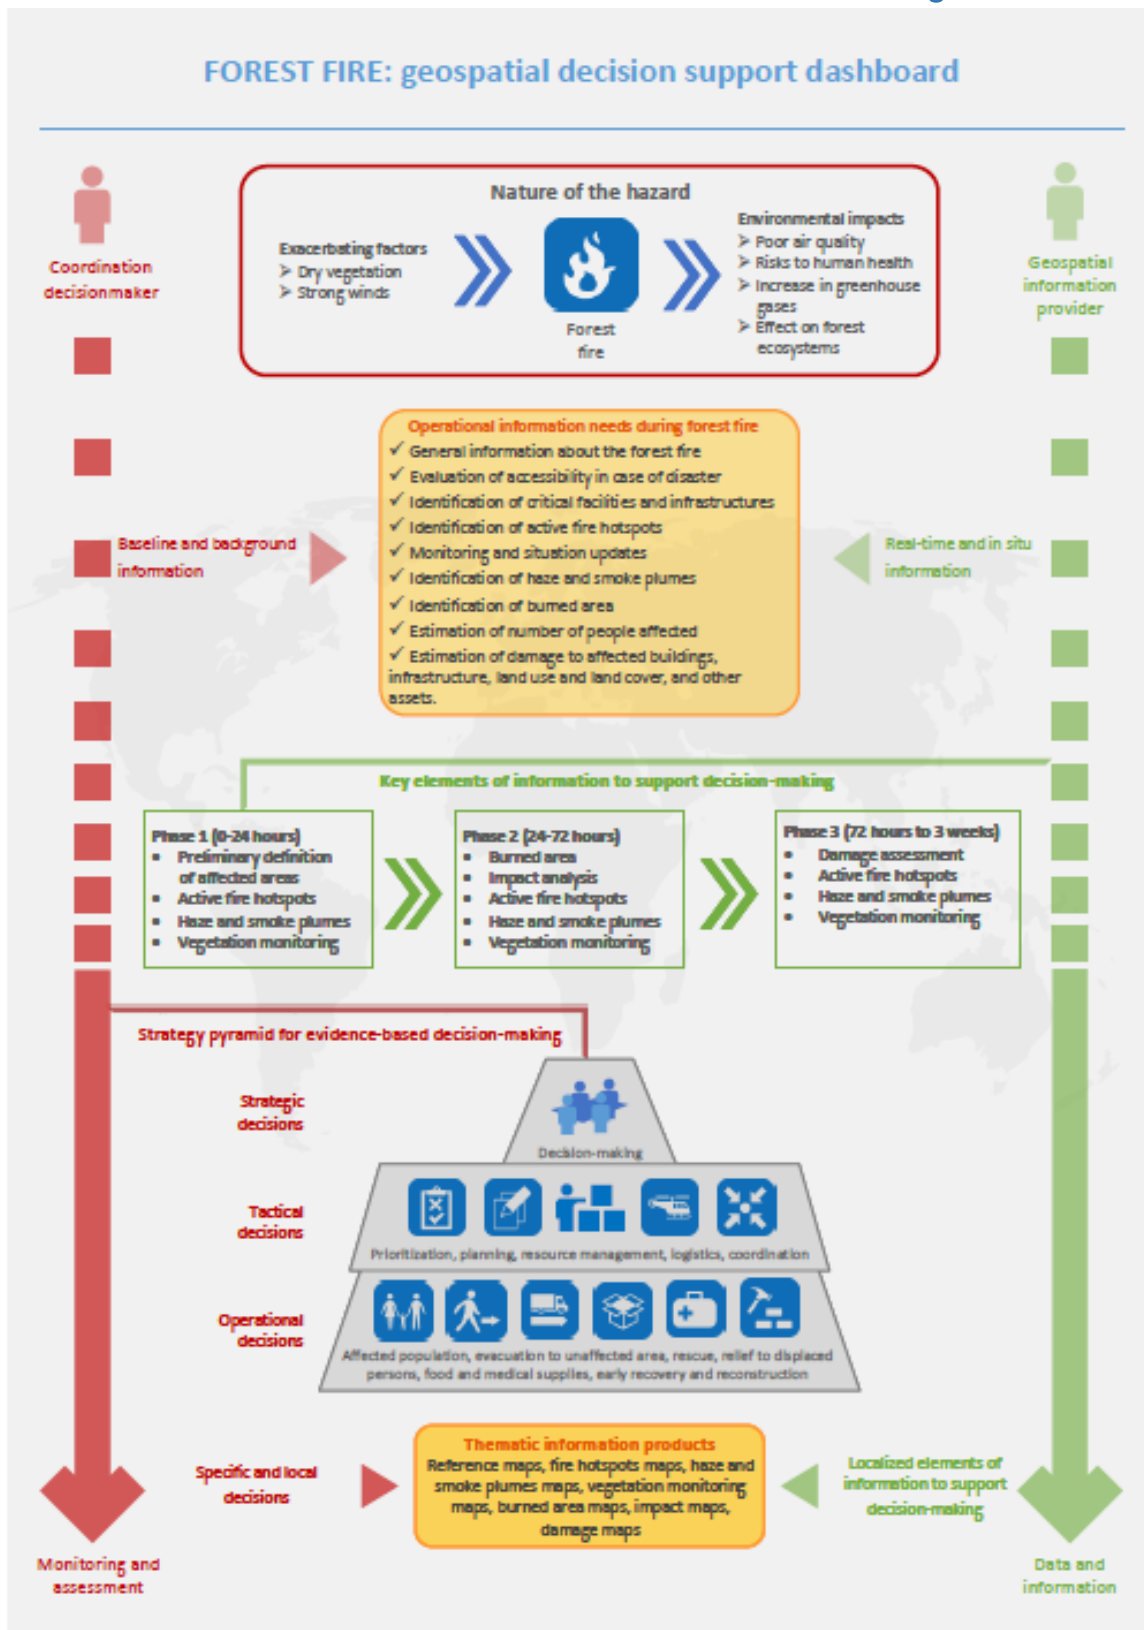 FOREST FIRE: geospatial decision support dashboard
Nature of the hazard
Exacerbating factors
➢ Dry vegetation
➢ Strong winds
Forest
fire
Environmental impacts
➢ Poor air quality
➢ Risks to human health
➢ Increase in greenhouse
gases
➢ Effect on forest
ecosystems
Coordination
decisionmaker
Geospatial
information
provider
Operational information needs during forest fire
✓ General information about the forest fire
✓ Evaluation of accessibility in case of disaster
✓ Identification of critical facilities and infrastructures
✓ Identification of active fire hotspots
✓ Monitoring and situation updates
✓ Identification of haze and smoke plumes
✓ Identification of burned area
✓ Estimation of number of people affected
✓ Estimation of damage to affected buildings,
infrastructure, land use and land cover, and other
assets.
Baseline and background
information
Real-time and in situ
information
Key elements of information to support decision-making
Phase 1 (0-24 hours)
• Preliminary definition
of affected areas
• Active fire hotspots
• Haze and smoke plumes
• Vegetation monitoring
Phase 2 (24-72 hours)
• Burned area
• Impact analysis
• Active fire hotspots
• Haze and smoke plumes
• Vegetation monitoring
Phase 3 (72 hours to 3 weeks)
• Damage assessment
• Active fire hotspots
• Haze and smoke plumes
• Vegetation monitoring
Strategy pyramid for evidence-based decision-making
Strategic
decisions
Decision-making
Tactical
decisions
Prioritization, planning, resource management, logistics, coordination
Operational
decisions
Affected population, evacuation to unaffected area, rescue, relief to displaced
persons, food and medical supplies, early recovery and reconstruction
Specific and local
decisions
Thematic information products
Reference maps, fire hotspots maps, haze and
smoke plumes maps, vegetation monitoring
maps, burned area maps, impact maps,
damage maps
Localized elements of
information to support
decision-making
Monitoring and
assessment
Data and
information